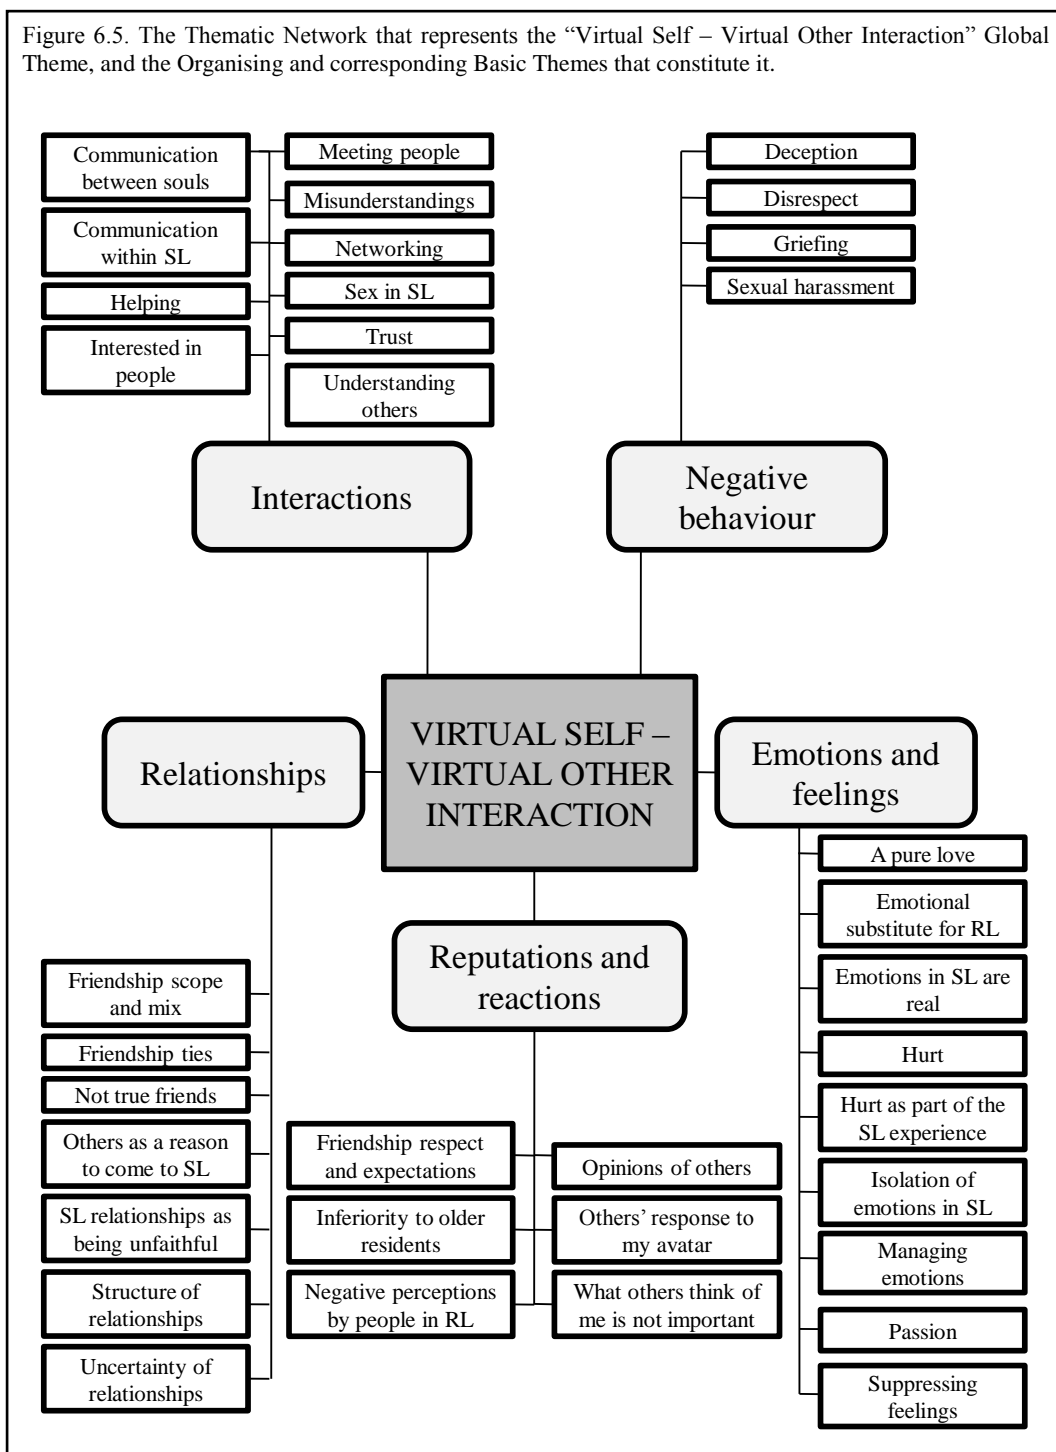 Figure 6.5. The Thematic Network that represents the “Virtual Self – Virtual Other Interaction” Global
Theme, and the Organising and corresponding Basic Themes that constitute it.
Communication
between souls
Communication
within SL
Helping
Interested in
people
Meeting people
Misunderstandings
Networking
Sex in SL
Trust
Understanding
others
Interactions
Deception
Disrespect
Griefing
Sexual harassment
Negative
behaviour
VIRTUAL SELF –
VIRTUAL OTHER
INTERACTION
Relationships
Friendship scope
and mix
Friendship ties
Not true friends
Others as a reason
to come to SL
SL relationships as
being unfaithful
Structure of
relationships
Uncertainty of
relationships
Reputations and
reactions
Friendship respect
and expectations
Inferiority to older
residents
Negative perceptions
by people in RL
Opinions of others
Others’ response to
my avatar
What others think of
me is not important
Emotions and
feelings
A pure love
Emotional
substitute for RL
Emotions in SL are
real
Hurt
Hurt as part of the
SL experience
Isolation of
emotions in SL
Managing
emotions
Passion
Suppressing
feelings